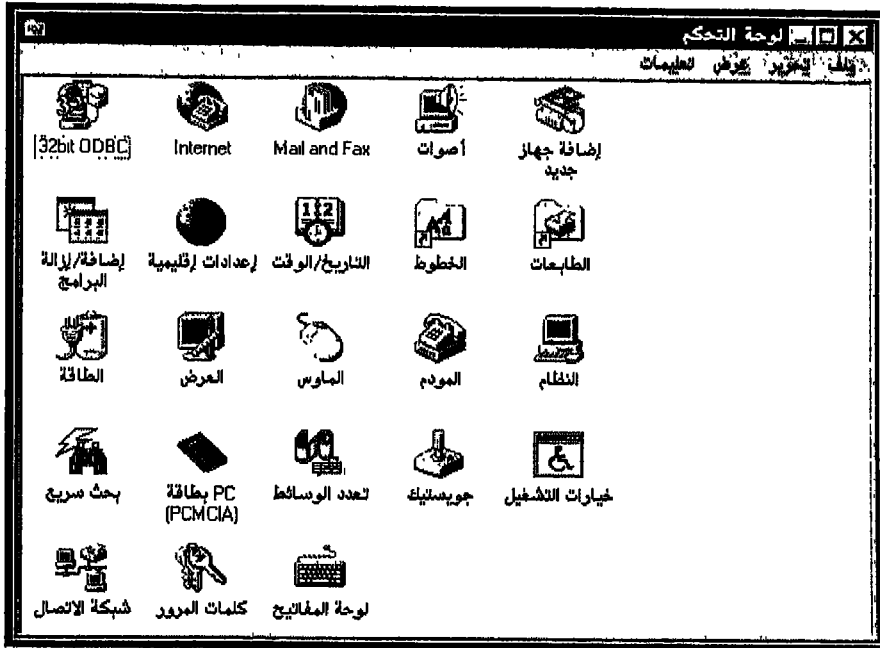 لوحة التحكم
ملف تحرير عرض تعليمات
32bit ODBC
Internet
Mail and Fax
أصوات
إضافة جهاز
جديد
إضافة/إزالة
البرامج
إعدادات إقليمية
التاريخ/الوقت
الخطوط
الطابعات
الطاقة
العرض
الماوس
المودم
النظام
بحث سريع
بطاقة PC
(PCMCIA)
تعدد الوسائط
جويستيك
خيارات التشغيل
شبكة الاتصال
كلمات المرور
لوحة المفاتيح